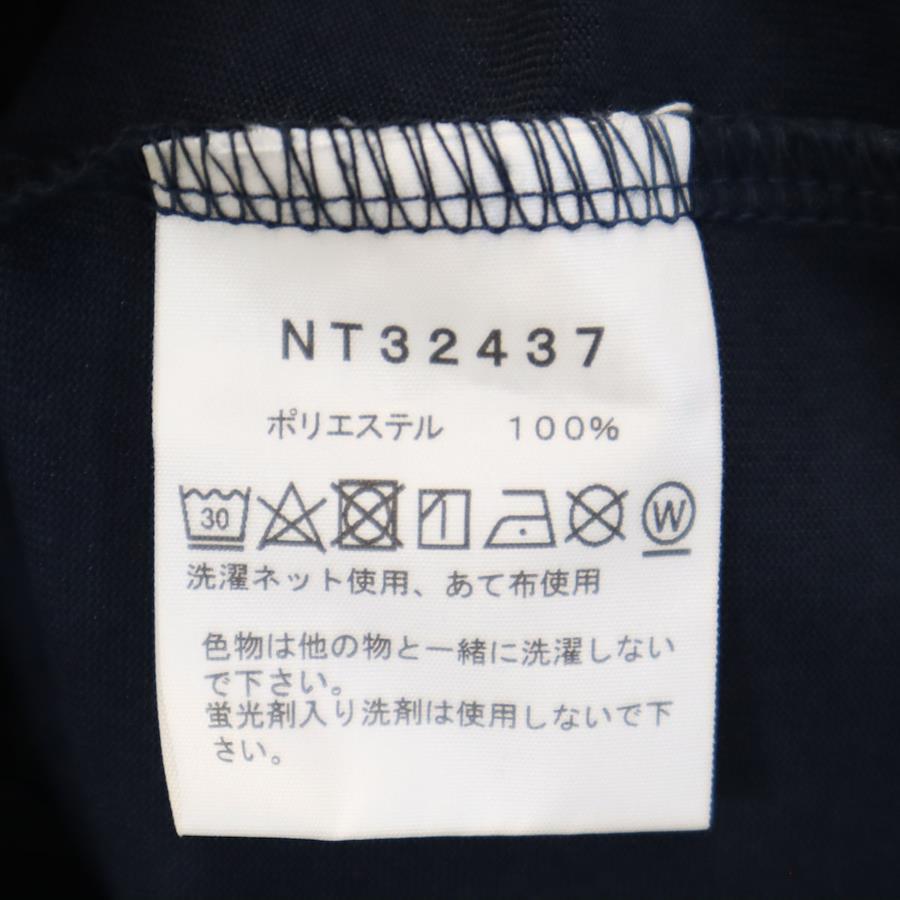 NT32437
ポリエステル 100%
30 W
洗濯ネット使用、あて布使用
色物は他の物と一緒に洗濯しない
で下さい。
蛍光剤入り洗剤は使用しないで下
さい。